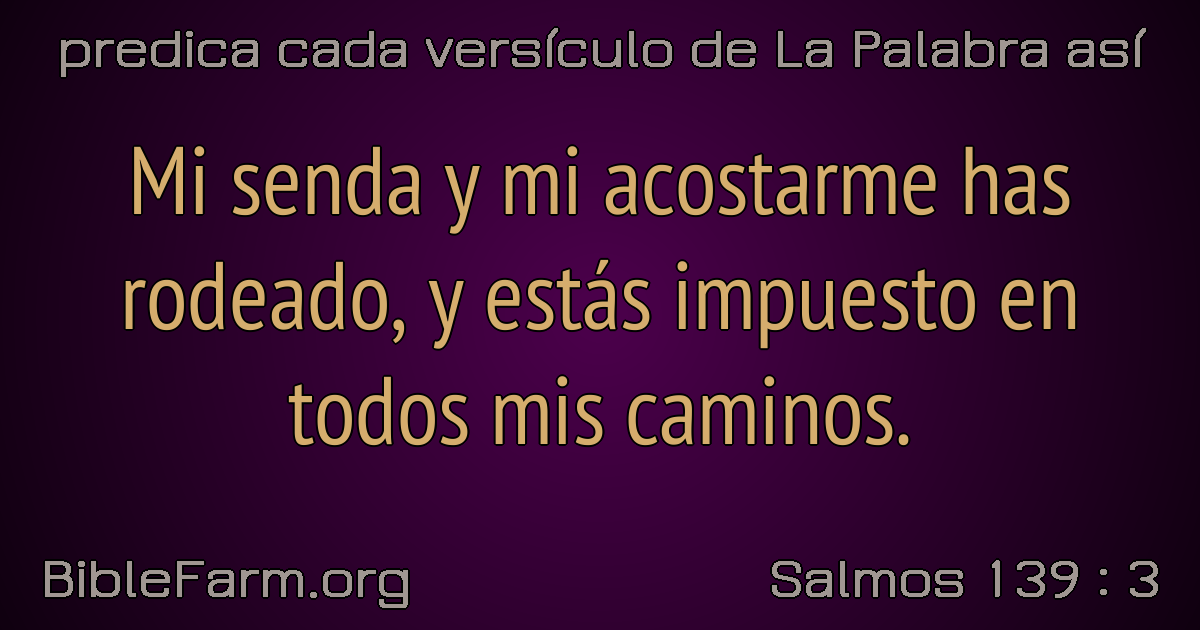 predica cada versículo de La Palabra así
Mi senda y mi acostarme has
rodeado, y estás impuesto en
todos mis caminos.
BibleFarm.org
Salmos 139 : 3